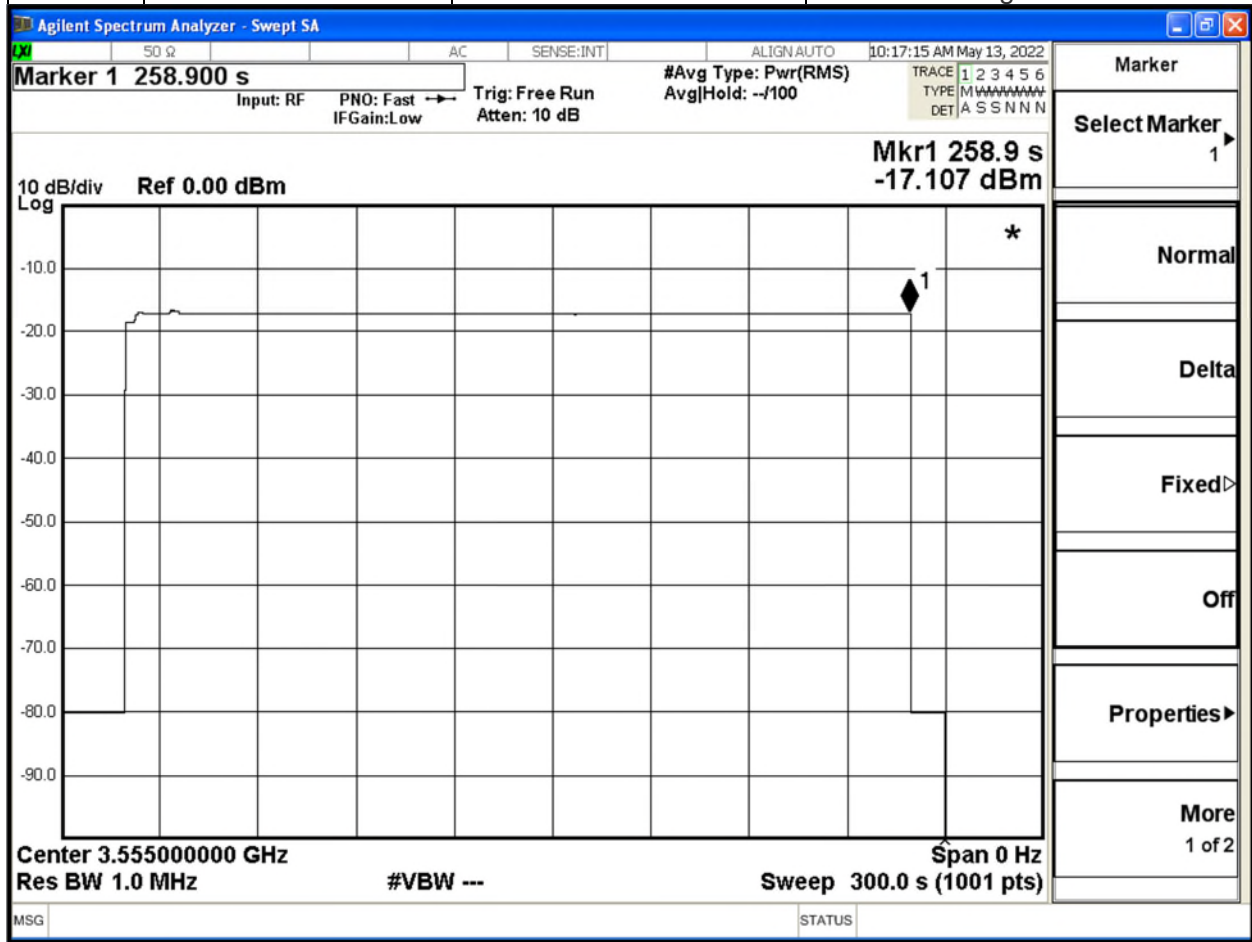 Agilent Spectrum Analyzer - Swept SA
LXI 50 Ω AC SENSE:INT ALIGN AUTO 10:17:15 AM May 13, 2022
Marker 1 258.900 s
Input: RF PNO: Fast Trig: Free Run #Avg Type: Pwr(RMS) TRACE 1 2 3 4 5 6
IFGain:Low Atten: 10 dB Avg|Hold: --/100 TYPE M WWWWW
DET A S S N N N
Mkr1 258.9 s
-17.107 dBm
10 dB/div Ref 0.00 dBm
Log
*
1
-10.0
-20.0
-30.0
-40.0
-50.0
-60.0
-70.0
-80.0
-90.0
Center 3.555000000 GHz Span 0 Hz
Res BW 1.0 MHz #VBW --- Sweep 300.0 s (1001 pts)
MSG STATUS
Marker
Select Marker
1
Normal
Delta
Fixed
Off
Properties
More
1 of 2